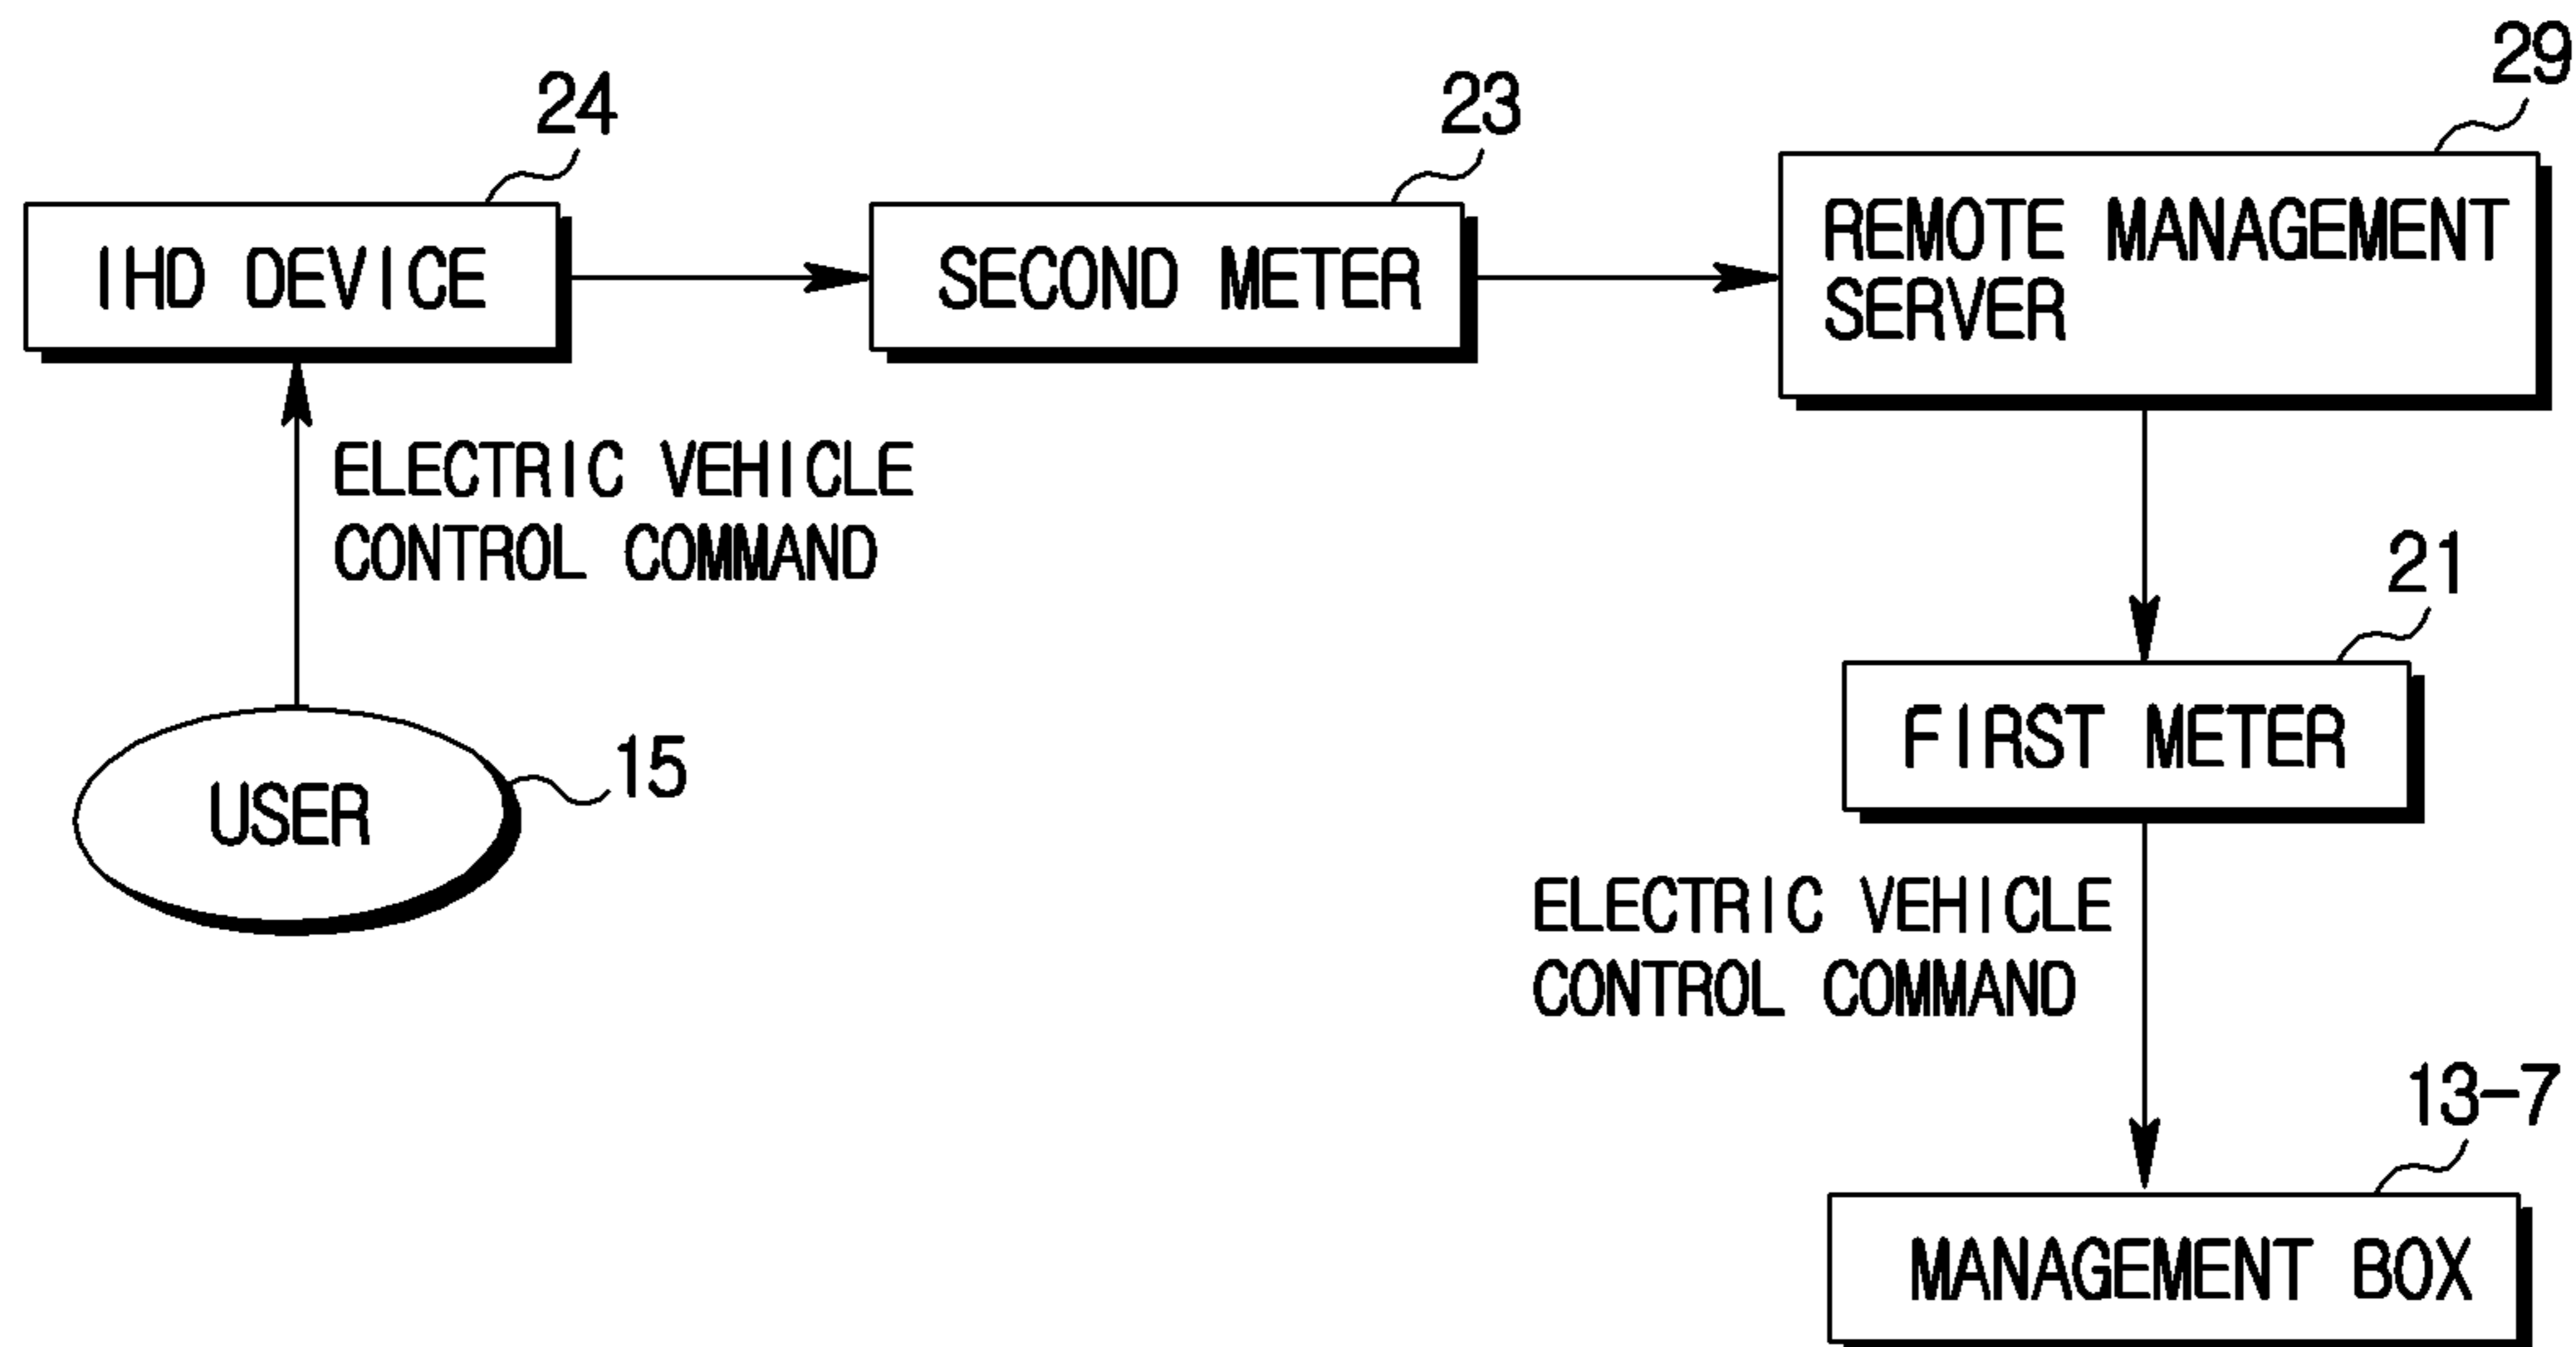 29
24
23
IHD DEVICE
SECOND METER
REMOTE MANAGEMENT
SERVER
ELECTRIC VEHICLE
CONTROL COMMAND
21
FIRST METER
15
USER
ELECTRIC VEHICLE
CONTROL COMMAND
13-7
MANAGEMENT BOX